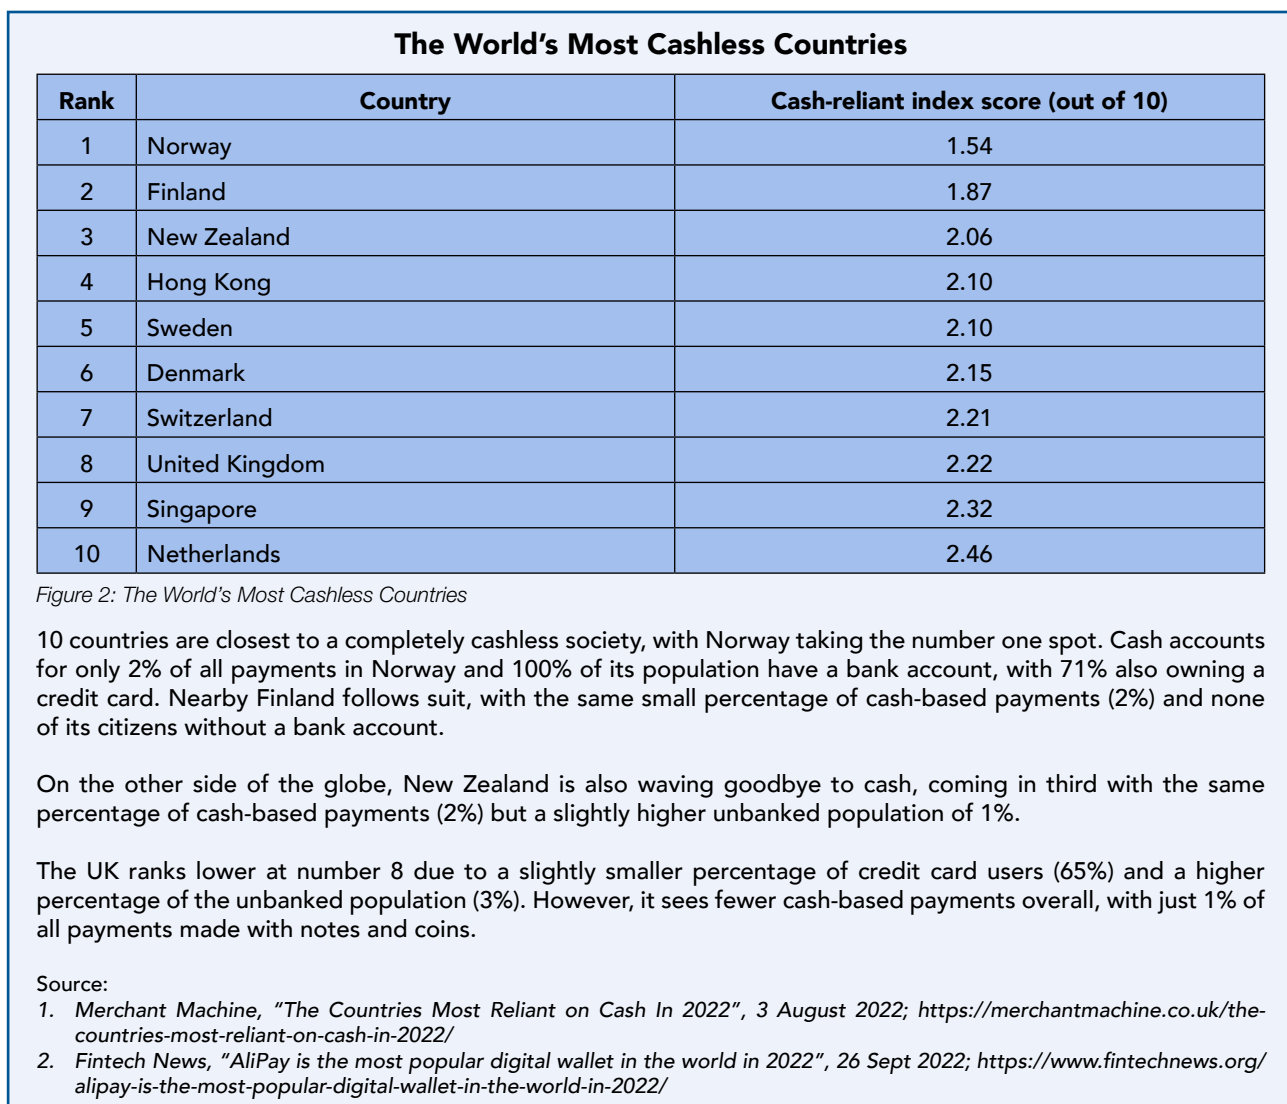 The World’s Most Cashless Countries
Rank Country Cash-reliant index score (out of 10)
1 Norway 1.54
2 Finland 1.87
3 New Zealand 2.06
4 Hong Kong 2.10
5 Sweden 2.10
6 Denmark 2.15
7 Switzerland 2.21
8 United Kingdom 2.22
9 Singapore 2.32
10 Netherlands 2.46
Figure 2: The World’s Most Cashless Countries
10 countries are closest to a completely cashless society, with Norway taking the number one spot. Cash accounts
for only 2% of all payments in Norway and 100% of its population have a bank account, with 71% also owning a
credit card. Nearby Finland follows suit, with the same small percentage of cash-based payments (2%) and none
of its citizens without a bank account.
On the other side of the globe, New Zealand is also waving goodbye to cash, coming in third with the same
percentage of cash-based payments (2%) but a slightly higher unbanked population of 1%.
The UK ranks lower at number 8 due to a slightly smaller percentage of credit card users (65%) and a higher
percentage of the unbanked population (3%). However, it sees fewer cash-based payments overall, with just 1% of
all payments made with notes and coins.
Source:
1. Merchant Machine, “The Countries Most Reliant on Cash In 2022”, 3 August 2022; https://merchantmachine.co.uk/the-
countries-most-reliant-on-cash-in-2022/
2. Fintech News, “AliPay is the most popular digital wallet in the world in 2022”, 26 Sept 2022; https://www.fintechnews.org/
alipay-is-the-most-popular-digital-wallet-in-the-world-in-2022/